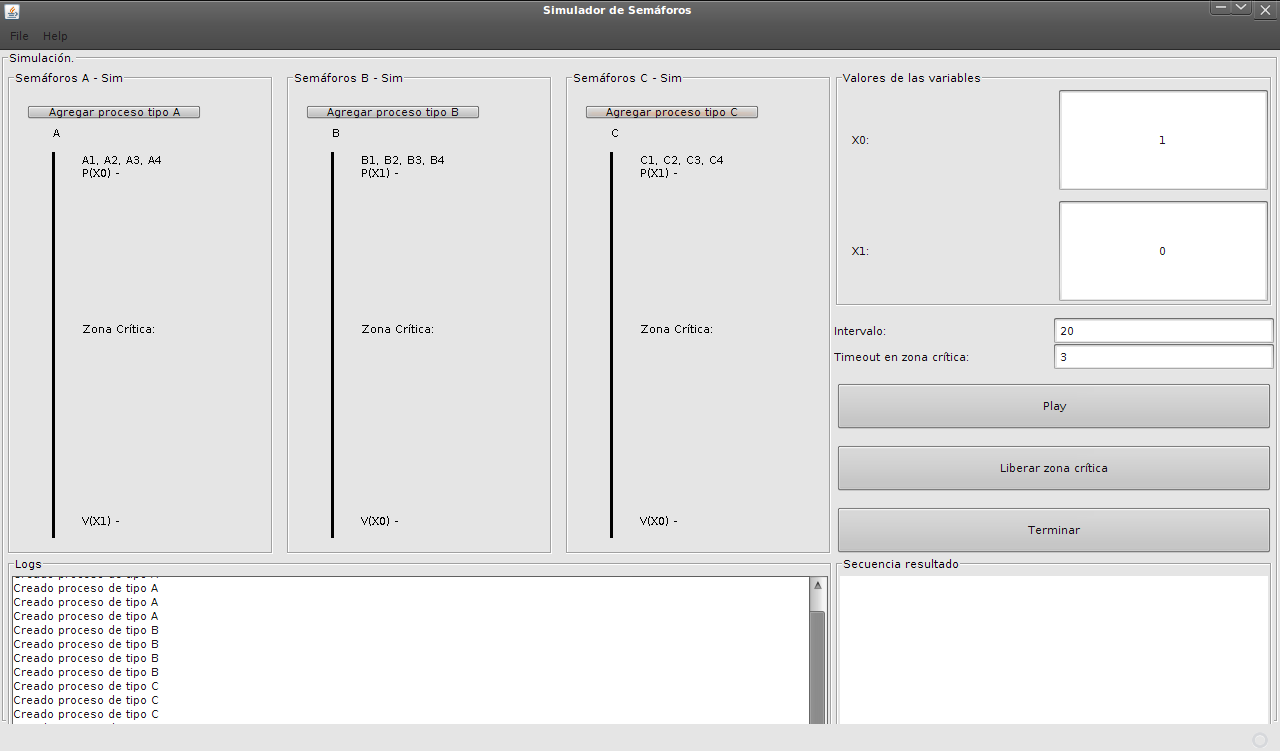 Simulador de Semáforos
File Help
Simulación.
Semáforos A - Sim
Agregar proceso tipo A
A
A1, A2, A3, A4
P(X0) -
Zona Crítica:
V(X1) -
Semáforos B - Sim
Agregar proceso tipo B
B
B1, B2, B3, B4
P(X1) -
Zona Crítica:
V(X0) -
Semáforos C - Sim
Agregar proceso tipo C
C
C1, C2, C3, C4
P(X1) -
Zona Crítica:
V(X0) -
Valores de las variables
X0:
1
X1:
0
Intervalo:
20
Timeout en zona crítica:
3
Play
Liberar zona crítica
Terminar
Logs
Creado proceso de tipo A
Creado proceso de tipo A
Creado proceso de tipo A
Creado proceso de tipo B
Creado proceso de tipo B
Creado proceso de tipo B
Creado proceso de tipo B
Creado proceso de tipo C
Creado proceso de tipo C
Creado proceso de tipo C
Secuencia resultado